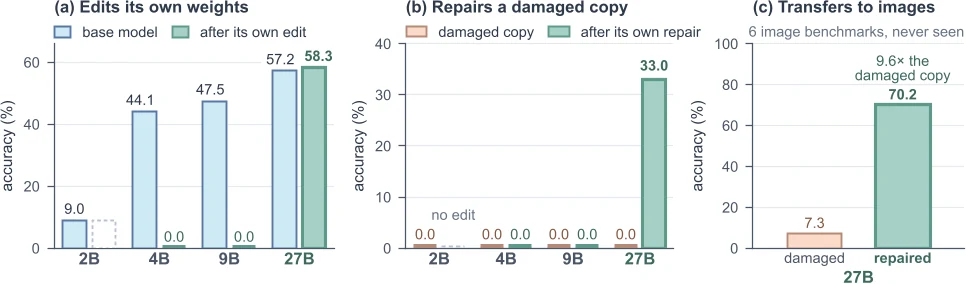 (a) Edits its own weights
base model
after its own edit
accuracy (%)
60
40
20
0
9.0
44.1
0.0
47.5
0.0
57.2
58.3
2B
4B
9B
27B
(b) Repairs a damaged copy
damaged copy
after its own repair
accuracy (%)
40
30
20
10
0
no edit
0.0
0.0
0.0
0.0
0.0
0.0
33.0
2B
4B
9B
27B
(c) Transfers to images
6 image benchmarks, never seen
accuracy (%)
100
80
60
40
20
0
9.6× the
damaged copy
70.2
7.3
damaged
repaired
27B